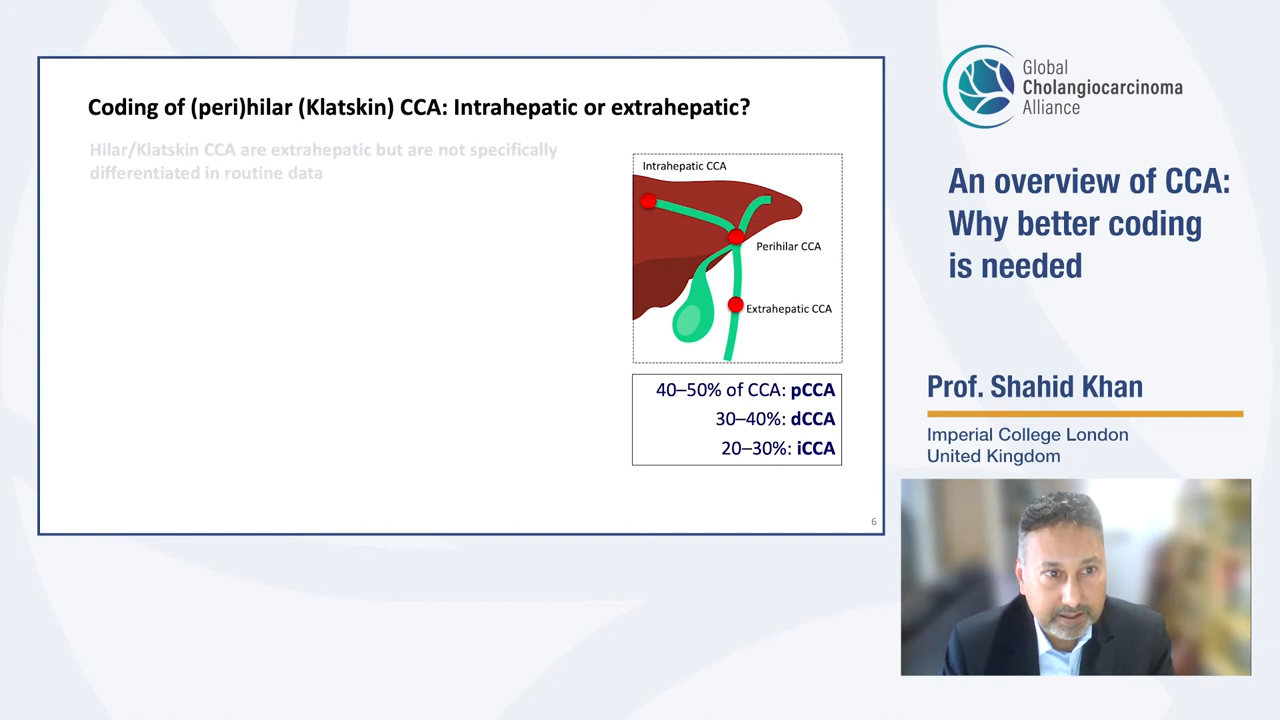 Coding of (peri)hilar (Klatskin) CCA: Intrahepatic or extrahepatic?
Hilar/Klatskin CCA are extrahepatic but are not specifically
differentiated in routine data
Intrahepatic CCA
Perihilar CCA
Extrahepatic CCA
40–50% of CCA: pCCA
30–40%: dCCA
20–30%: iCCA
6
Global
Cholangiocarcinoma
Alliance
An overview of CCA:
Why better coding
is needed
Prof. Shahid Khan
Imperial College London
United Kingdom